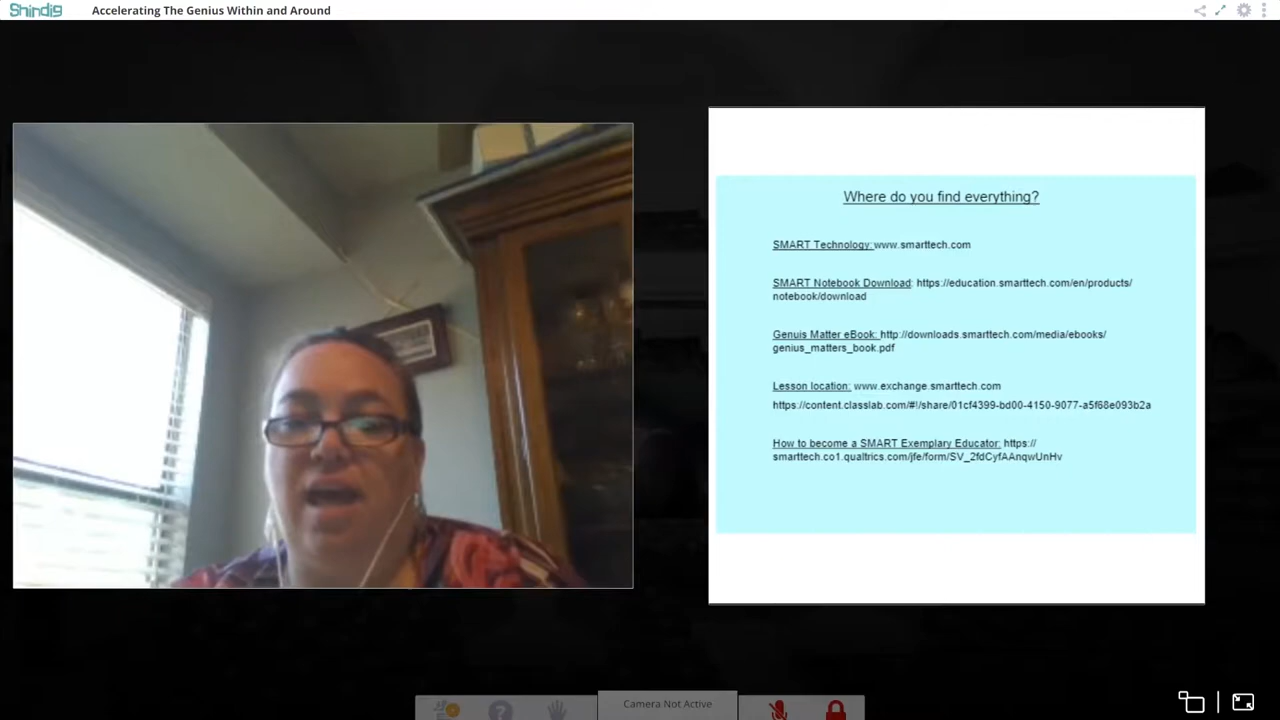 Shindig
Accelerating The Genius Within and Around
Where do you find everything?
SMART Technology: www.smarttech.com
SMART Notebook Download: https://education.smarttech.com/en/products/
notebook/download
Genuis Matter eBook: http://downloads.smarttech.com/media/ebooks/
genius_matters_book.pdf
Lesson location: www.exchange.smarttech.com
https://content.classlab.com/#!/share/01cf4399-bd00-4150-9077-a5f68e093b2a
How to become a SMART Exemplary Educator: https://
smarttech.co1.qualtrics.com/jfe/form/SV_2fdCyfAAnqwUnHv
Camera Not Active